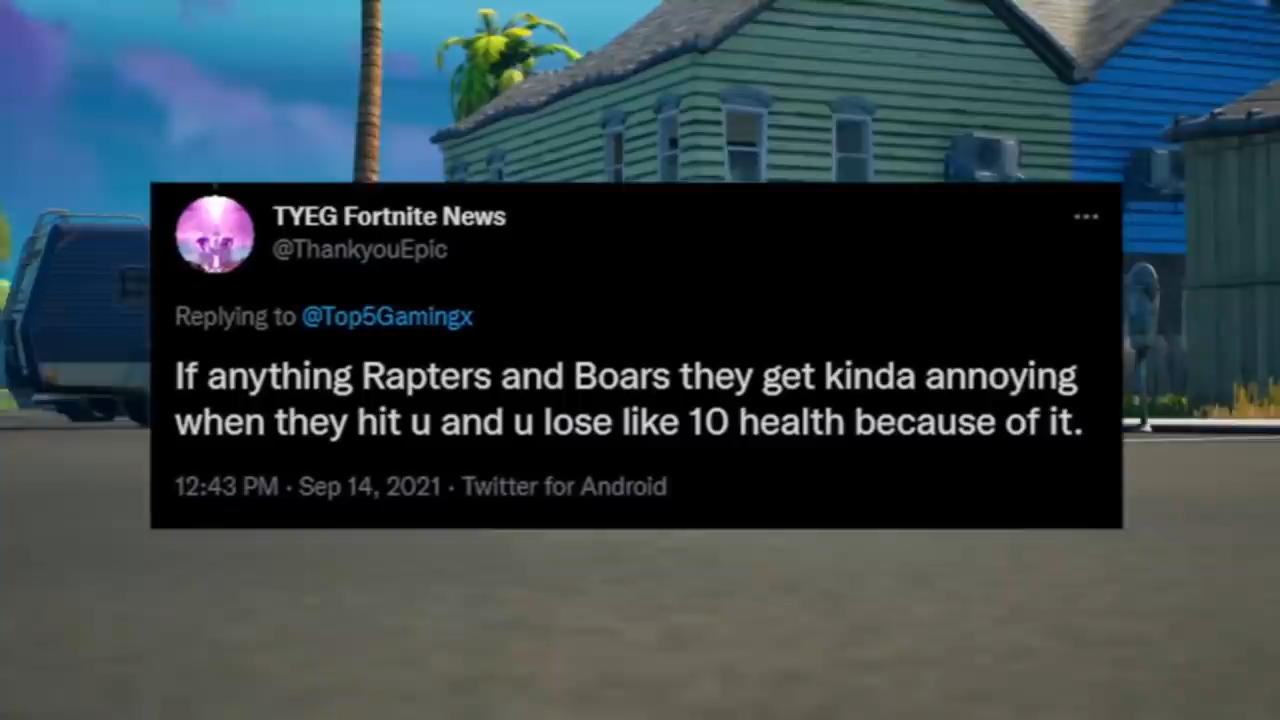 TYEG Fortnite News
@ThankyouEpic
Replying to @Top5Gamingx
If anything Rapters and Boars they get kinda annoying
when they hit u and u lose like 10 health because of it.
12:43 PM · Sep 14, 2021 · Twitter for Android